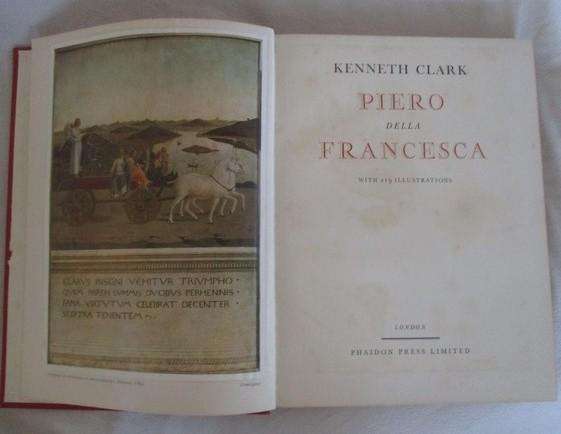 CLARVS INSIGNI VEHITVR TRIVMPHO ·
QVEM PAREM SVMMIS DVCIBVS PERHENNIS ·
FAMA VIRTVTVM CELEBRAT DECENTER ·
SCEPTRA TENENTEM
KENNETH CLARK
PIERO
DELLA
FRANCESCA
WITH ILLUSTRATIONS
LONDON
PHAIDON PRESS LIMITED